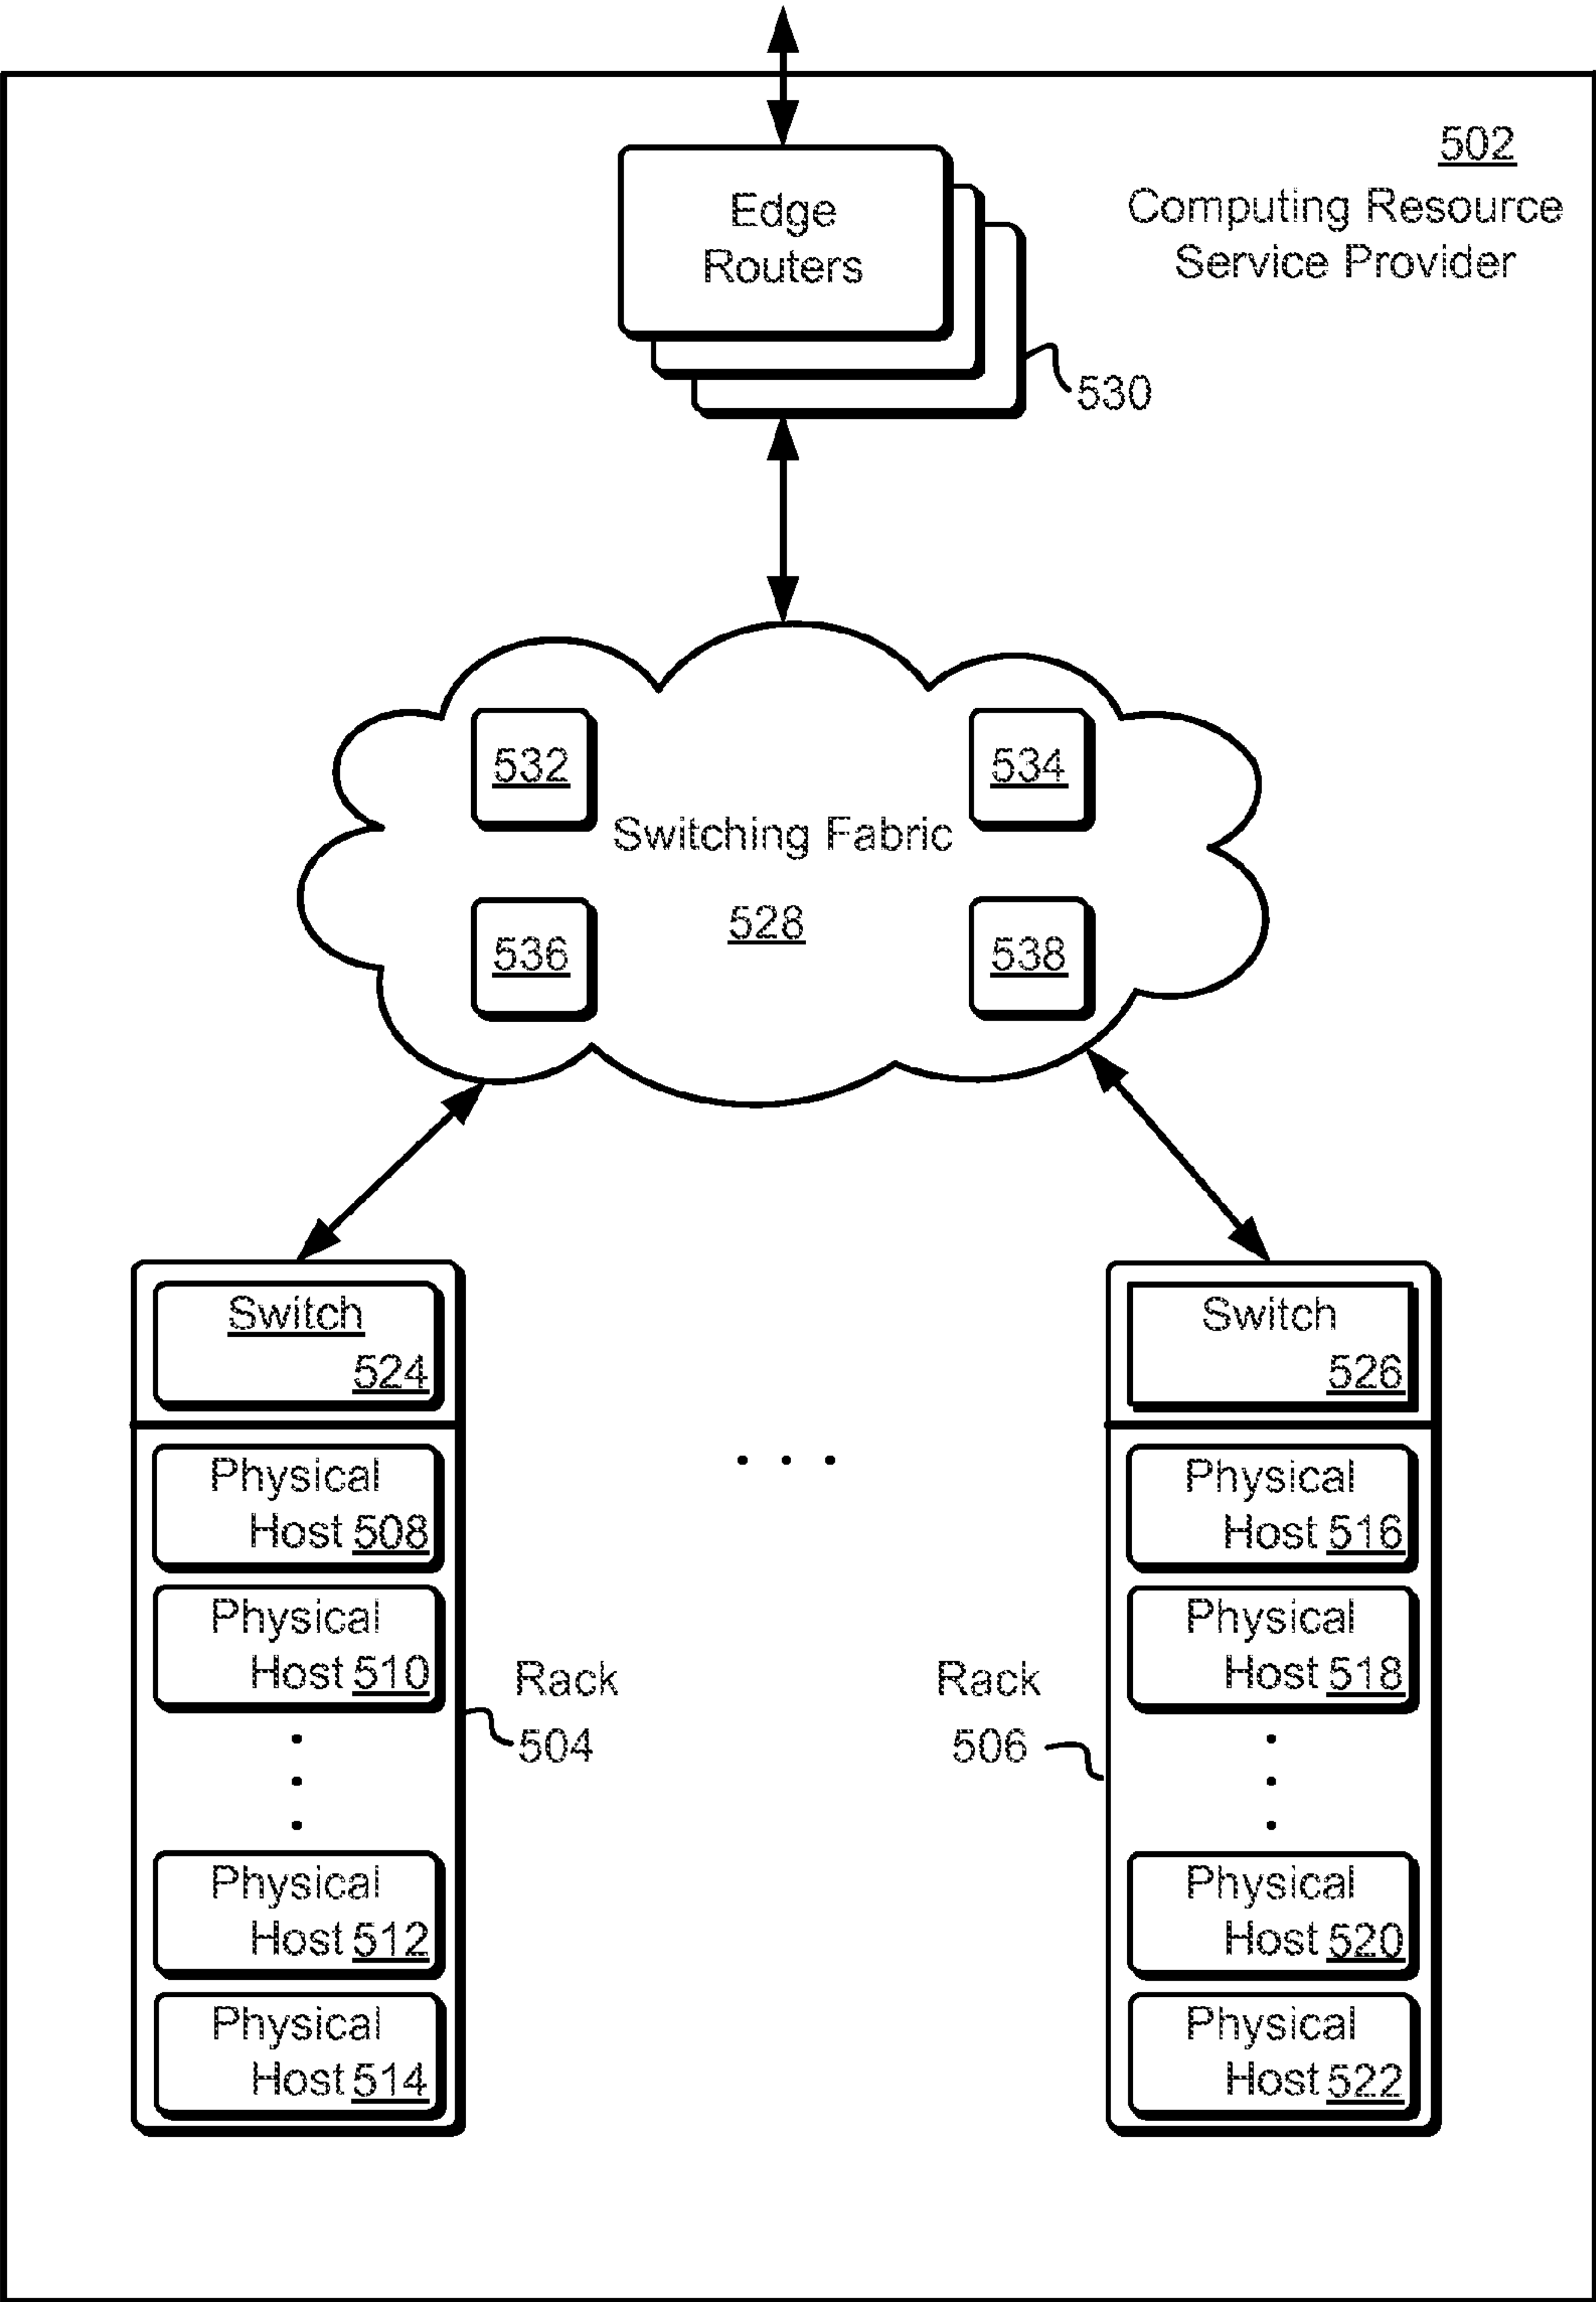 502
Computing Resource
Service Provider
Edge
Routers
530
532
534
Switching Fabric
528
536
538
Switch
524
Physical
Host 508
Physical
Host 510
. . .
Physical
Host 512
Physical
Host 514
Rack
504
. . .
Rack
506
Switch
526
Physical
Host 516
Physical
Host 518
. . .
Physical
Host 520
Physical
Host 522